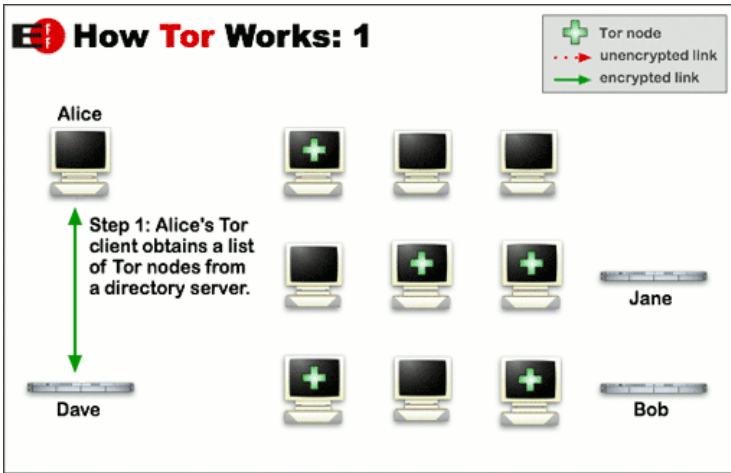 EFF How Tor Works: 1
Tor node
unencrypted link
encrypted link
Alice
Step 1: Alice's Tor
client obtains a list
of Tor nodes from
a directory server.
Jane
Dave
Bob